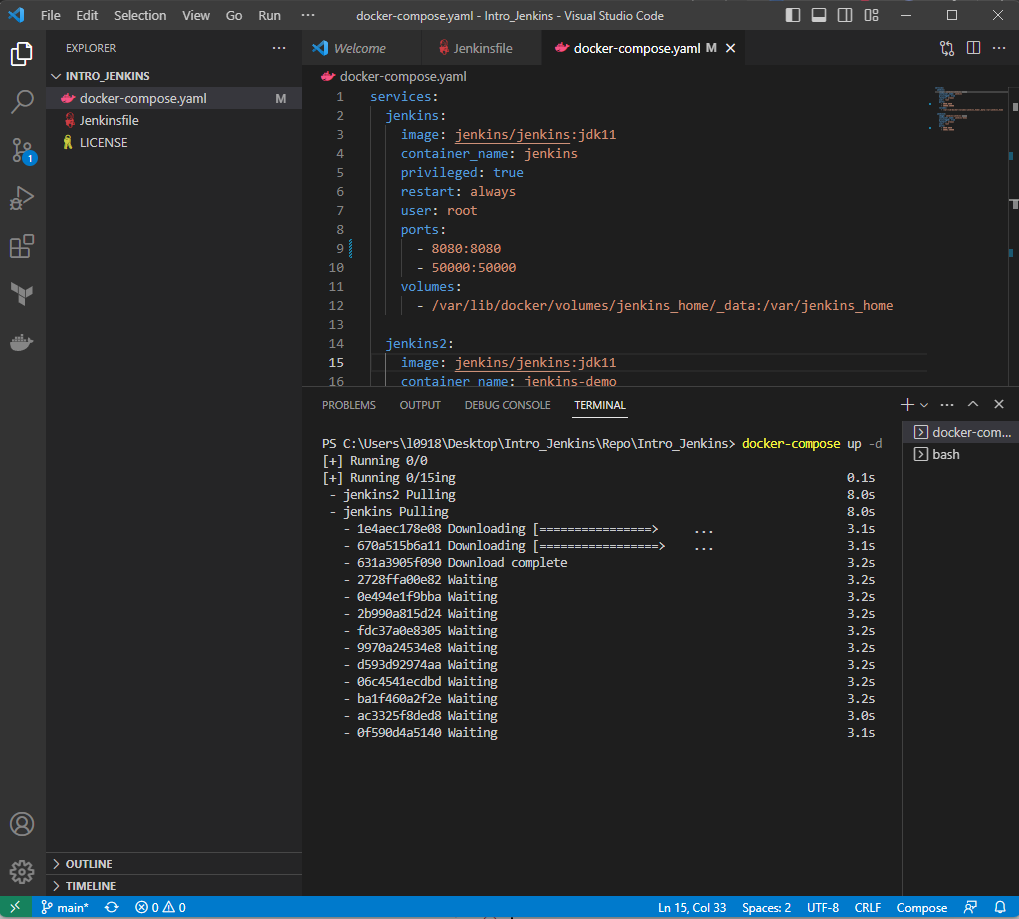 File Edit Selection View Go Run ··· docker-compose.yaml - Intro_Jenkins - Visual Studio Code
EXPLORER ···
INTRO_JENKINS
docker-compose.yaml M
Jenkinsfile
LICENSE
1
OUTLINE
TIMELINE
Welcome Jenkinsfile docker-compose.yaml M
docker-compose.yaml
1 services:
2 jenkins:
3 image: jenkins/jenkins:jdk11
4 container_name: jenkins
5 privileged: true
6 restart: always
7 user: root
8 ports:
9 - 8080:8080
10 - 50000:50000
11 volumes:
12 - /var/lib/docker/volumes/jenkins_home/_data:/var/jenkins_home
13
14 jenkins2:
15 image: jenkins/jenkins:jdk11
16 container_name: jenkins-demo
PROBLEMS OUTPUT DEBUG CONSOLE TERMINAL
PS C:\Users\l0918\Desktop\Intro_Jenkins\Repo\Intro_Jenkins> docker-compose up -d
[+] Running 0/0
[+] Running 0/15ing 0.1s
- jenkins2 Pulling 8.0s
- jenkins Pulling 8.0s
- 1e4aec178e08 Downloading [================> ... 3.1s
- 670a515b6a11 Downloading [=================> ... 3.1s
- 631a3905f090 Download complete 3.2s
- 2728ffa00e82 Waiting 3.2s
- 0e494e1f9bba Waiting 3.2s
- 2b990a815d24 Waiting 3.2s
- fdc37a0e8305 Waiting 3.2s
- 9970a24534e8 Waiting 3.2s
- d593d92974aa Waiting 3.2s
- 06c4541ecdbd Waiting 3.2s
- ba1f460a2f2e Waiting 3.2s
- ac3325f8ded8 Waiting 3.0s
- 0f590d4a5140 Waiting 3.1s
docker-com...
bash
main* 0 0 Ln 15, Col 33 Spaces: 2 UTF-8 CRLF Compose